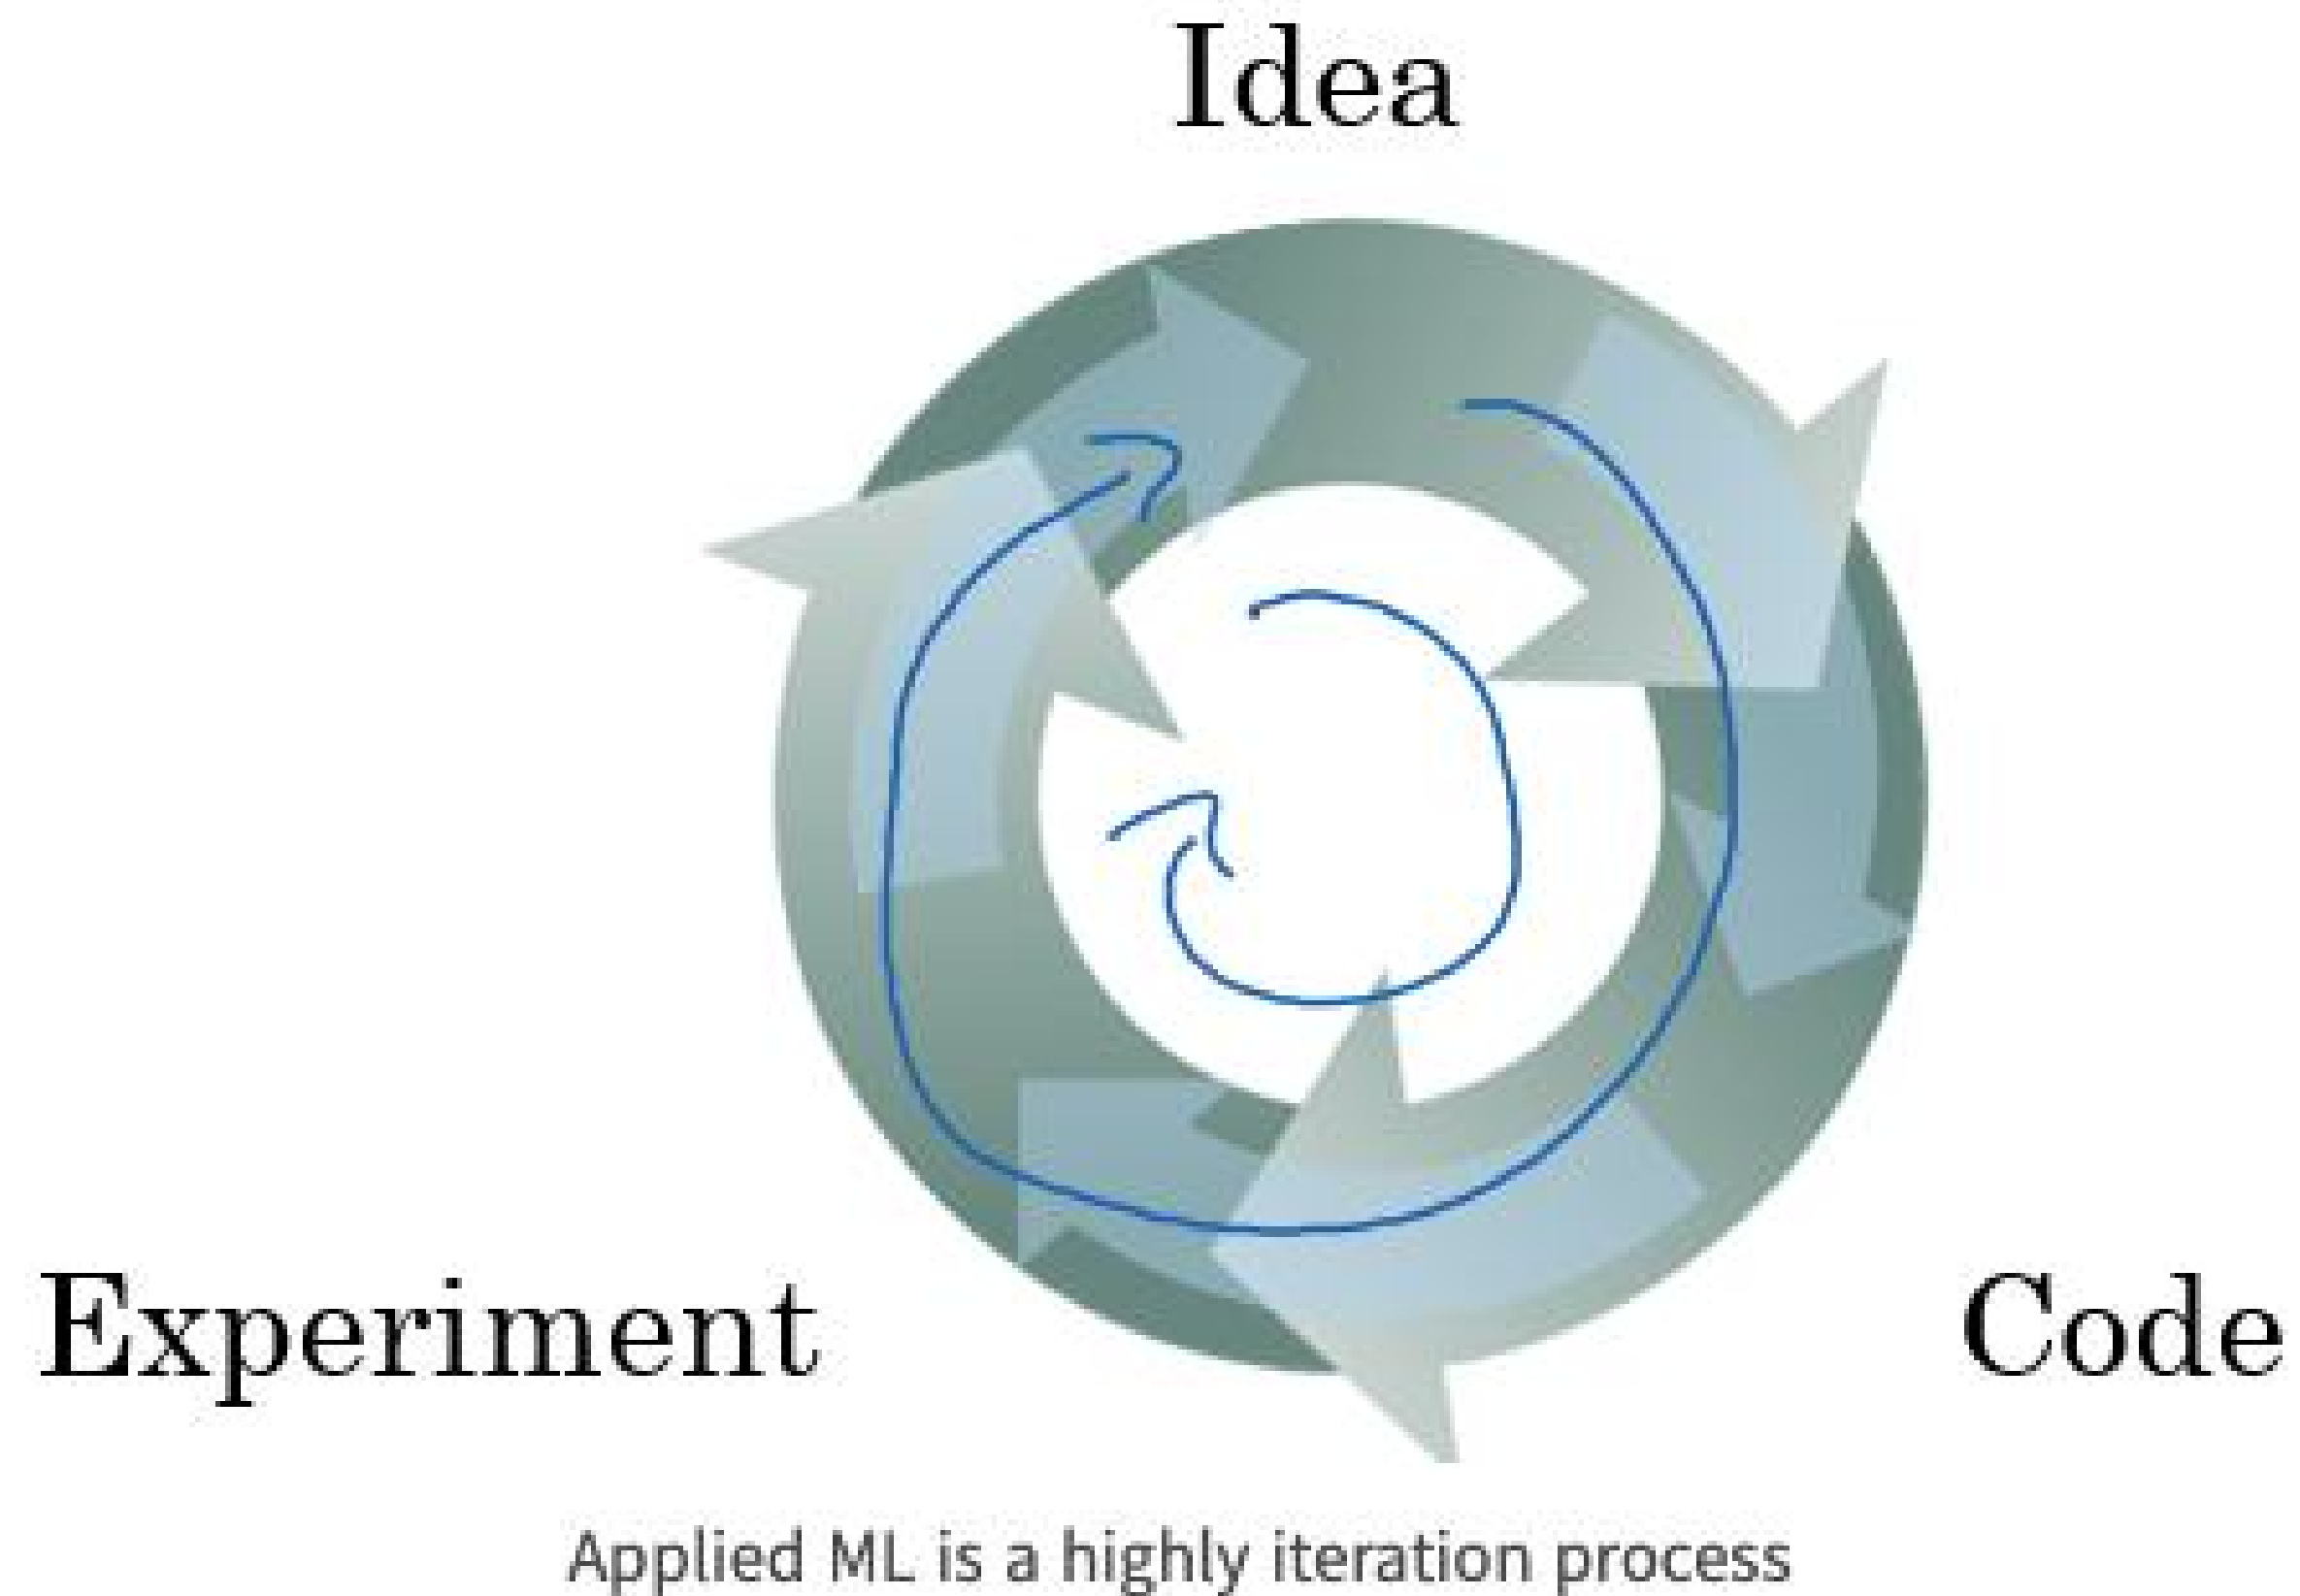 Idea
Experiment
Code
Applied ML is a highly iteration process